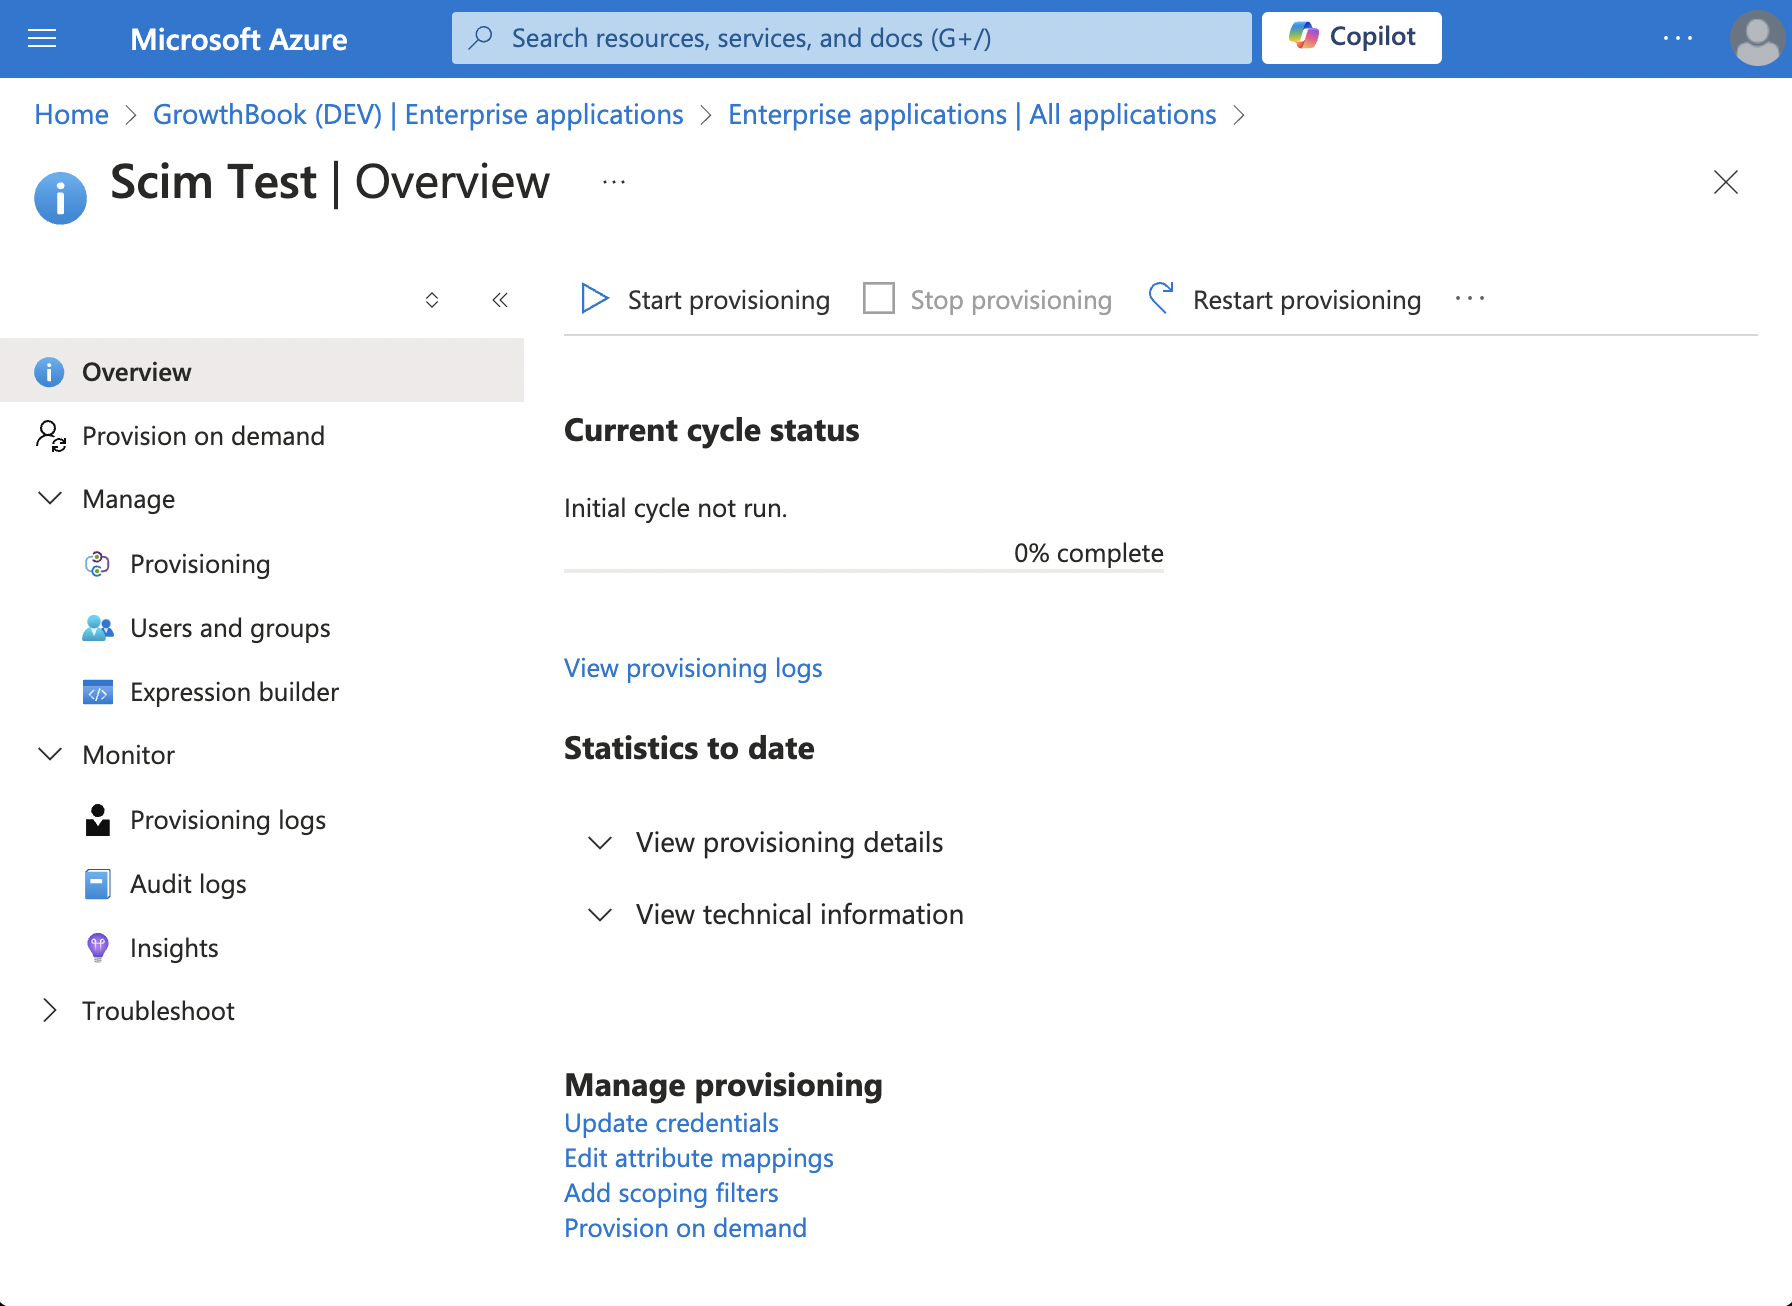 Microsoft Azure
Search resources, services, and docs (G+/)
Copilot
Home > GrowthBook (DEV) | Enterprise applications > Enterprise applications | All applications >
Scim Test | Overview
Start provisioning
Stop provisioning
Restart provisioning
Overview
Provision on demand
Manage
Provisioning
Users and groups
Expression builder
Monitor
Provisioning logs
Audit logs
Insights
Troubleshoot
Current cycle status
Initial cycle not run.
0% complete
View provisioning logs
Statistics to date
View provisioning details
View technical information
Manage provisioning
Update credentials
Edit attribute mappings
Add scoping filters
Provision on demand